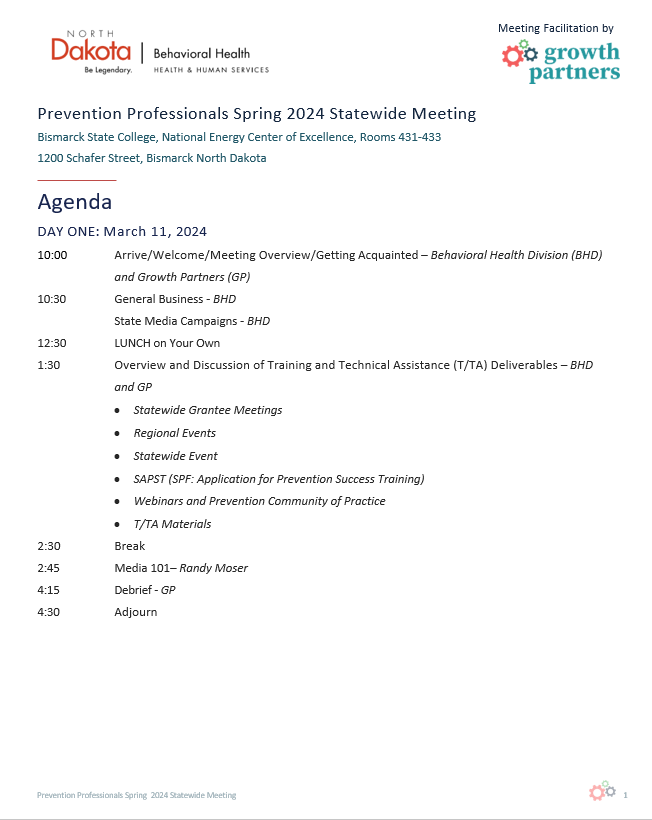 NORTH
Dakota
Be Legendary.
Behavioral Health
HEALTH & HUMAN SERVICES
Meeting Facilitation by
growth
partners
Prevention Professionals Spring 2024 Statewide Meeting
Bismarck State College, National Energy Center of Excellence, Rooms 431-433
1200 Schafer Street, Bismarck North Dakota
Agenda
DAY ONE: March 11, 2024
10:00 Arrive/Welcome/Meeting Overview/Getting Acquainted – Behavioral Health Division (BHD)
and Growth Partners (GP)
10:30 General Business - BHD
State Media Campaigns - BHD
12:30 LUNCH on Your Own
1:30 Overview and Discussion of Training and Technical Assistance (T/TA) Deliverables – BHD
and GP
• Statewide Grantee Meetings
• Regional Events
• Statewide Event
• SAPST (SPF: Application for Prevention Success Training)
• Webinars and Prevention Community of Practice
• T/TA Materials
2:30 Break
2:45 Media 101– Randy Moser
4:15 Debrief - GP
4:30 Adjourn
Prevention Professionals Spring 2024 Statewide Meeting 1